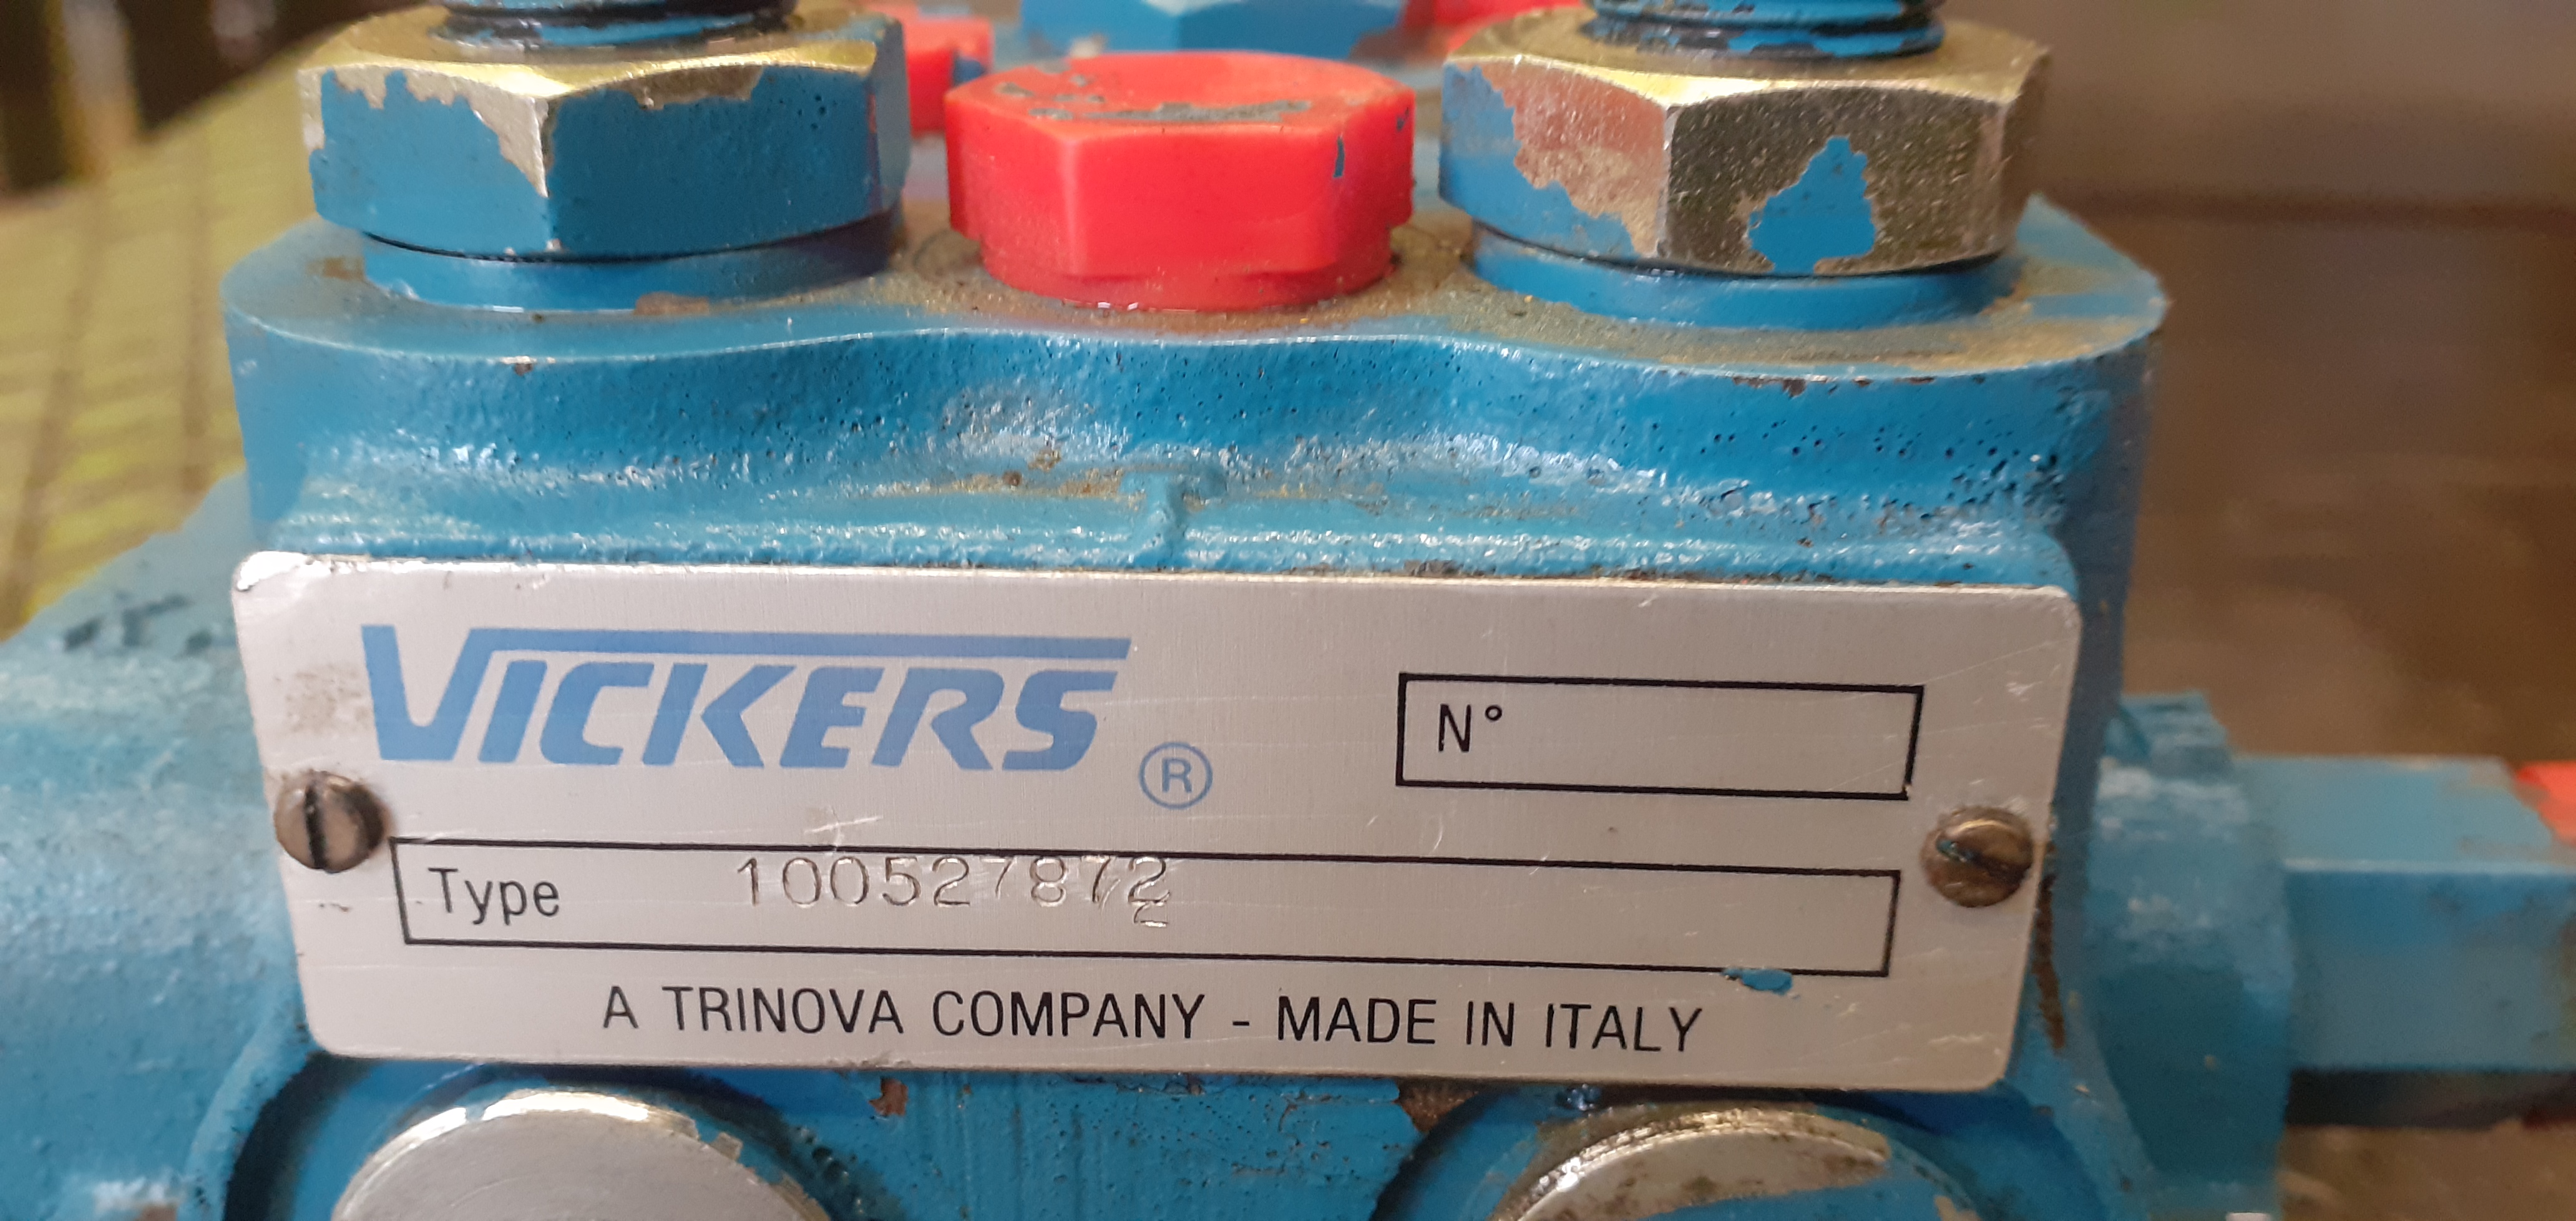 VICKERS ®
N°
Type 100527872
A TRINOVA COMPANY - MADE IN ITALY